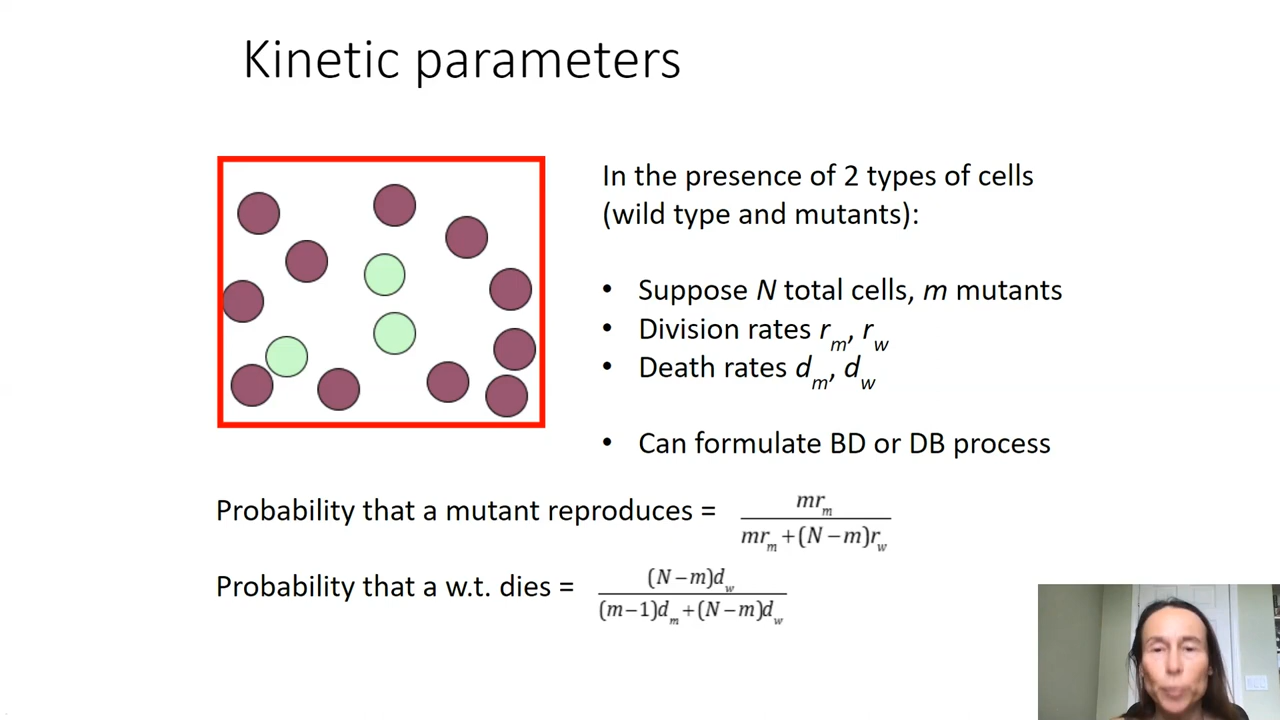 Kinetic parameters
In the presence of 2 types of cells
(wild type and mutants):
• Suppose N total cells, m mutants
• Division rates r_m, r_w
• Death rates d_m, d_w
• Can formulate BD or DB process
Probability that a mutant reproduces = mr_m / (mr_m+(N−m)r_w)
Probability that a w.t. dies = (N−m)d_w / ((m−1)d_m+(N−m)d_w)